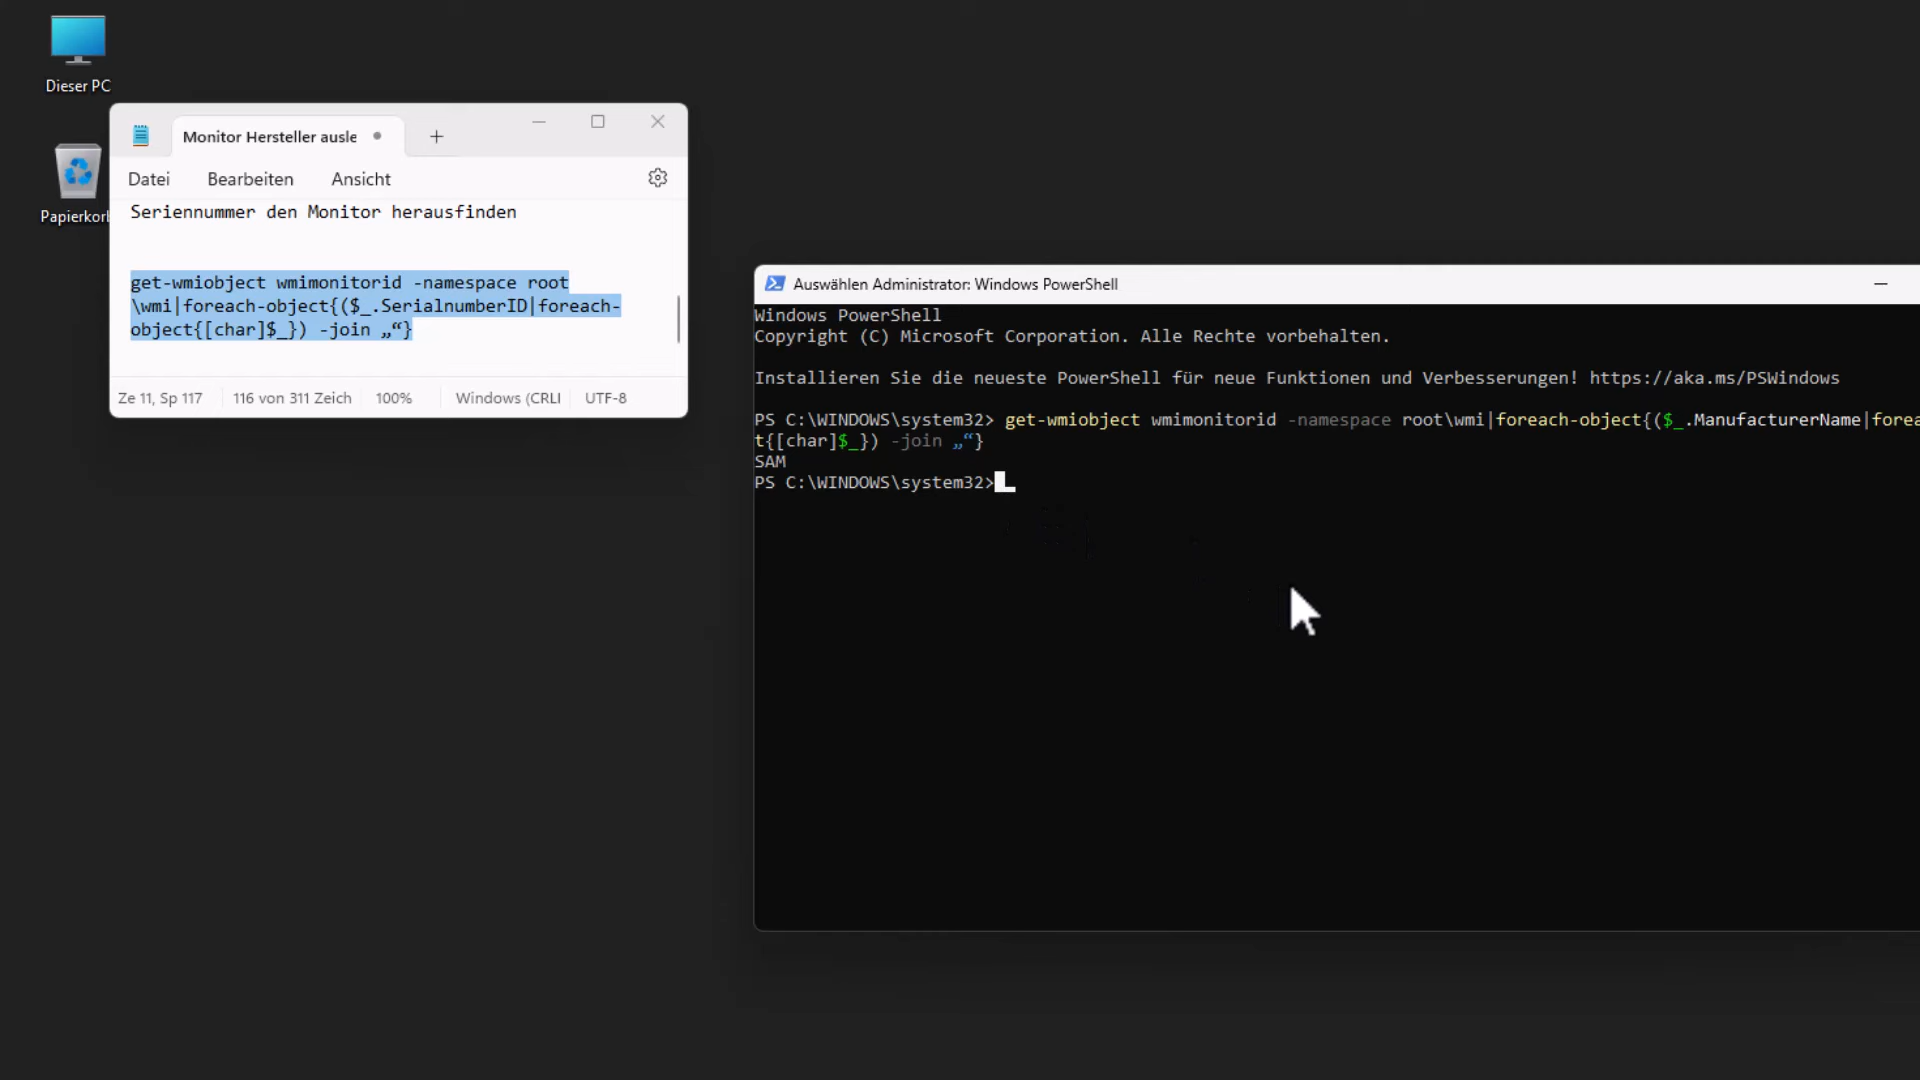 Dieser PC
Papierkor
Monitor Hersteller ausle
Datei
Bearbeiten
Ansicht
Seriennummer den Monitor herausfinden
get-wmiobject wmimonitorid -namespace root
\wmi|foreach-object{($_.SerialnumberID|foreach-
object{[char]$_}) -join „“}
Ze 11, Sp 117
116 von 311 Zeich
100%
Windows (CRLI
UTF-8
Auswählen Administrator: Windows PowerShell
Windows PowerShell
Copyright (C) Microsoft Corporation. Alle Rechte vorbehalten.
Installieren Sie die neueste PowerShell für neue Funktionen und Verbesserungen! https://aka.ms/PSWindows
PS C:\WINDOWS\system32> get-wmiobject wmimonitorid -namespace root\wmi|foreach-object{($_.ManufacturerName|forea
t{[char]$_}) -join „“}
SAM
PS C:\WINDOWS\system32>